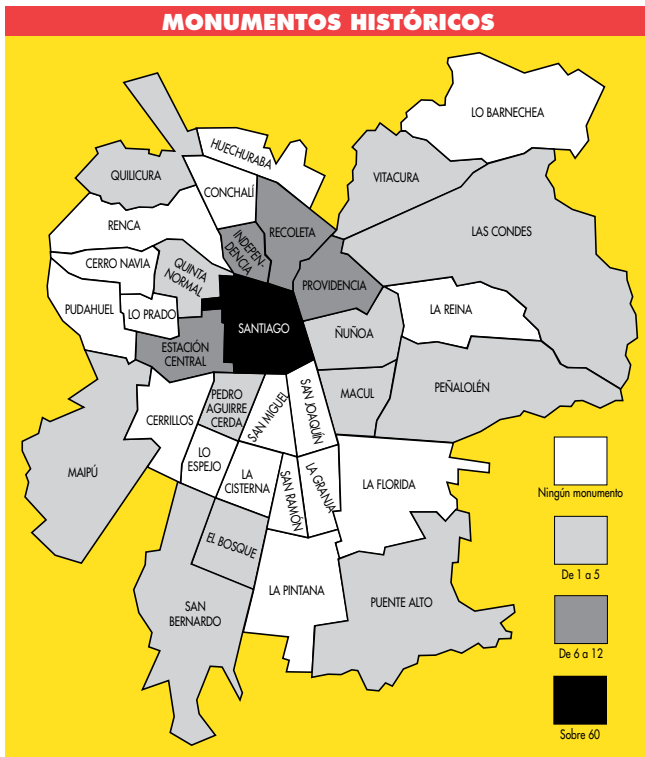 MONUMENTOS HISTÓRICOS
LO BARNECHEA
HUECHURABA
QUILICURA
CONCHALÍ
VITACURA
RENCA
RECOLETA
LAS CONDES
INDEPEN-
DENCIA
CERRO NAVIA
QUINTA
NORMAL
PROVIDENCIA
PUDAHUEL
LO PRADO
LA REINA
SANTIAGO
ÑUÑOA
ESTACIÓN
CENTRAL
PEDRO
AGUIRRE
CERDA
SAN MIGUEL
SAN JOAQUÍN
MACUL
PEÑALOLÉN
CERRILLOS
MAIPÚ
LO
ESPEJO
LA
CISTERNA
SAN RAMÓN
LA GRANJA
LA FLORIDA
EL BOSQUE
SAN
BERNARDO
LA PINTANA
PUENTE ALTO
Ningún monumento
De 1 a 5
De 6 a 12
Sobre 60